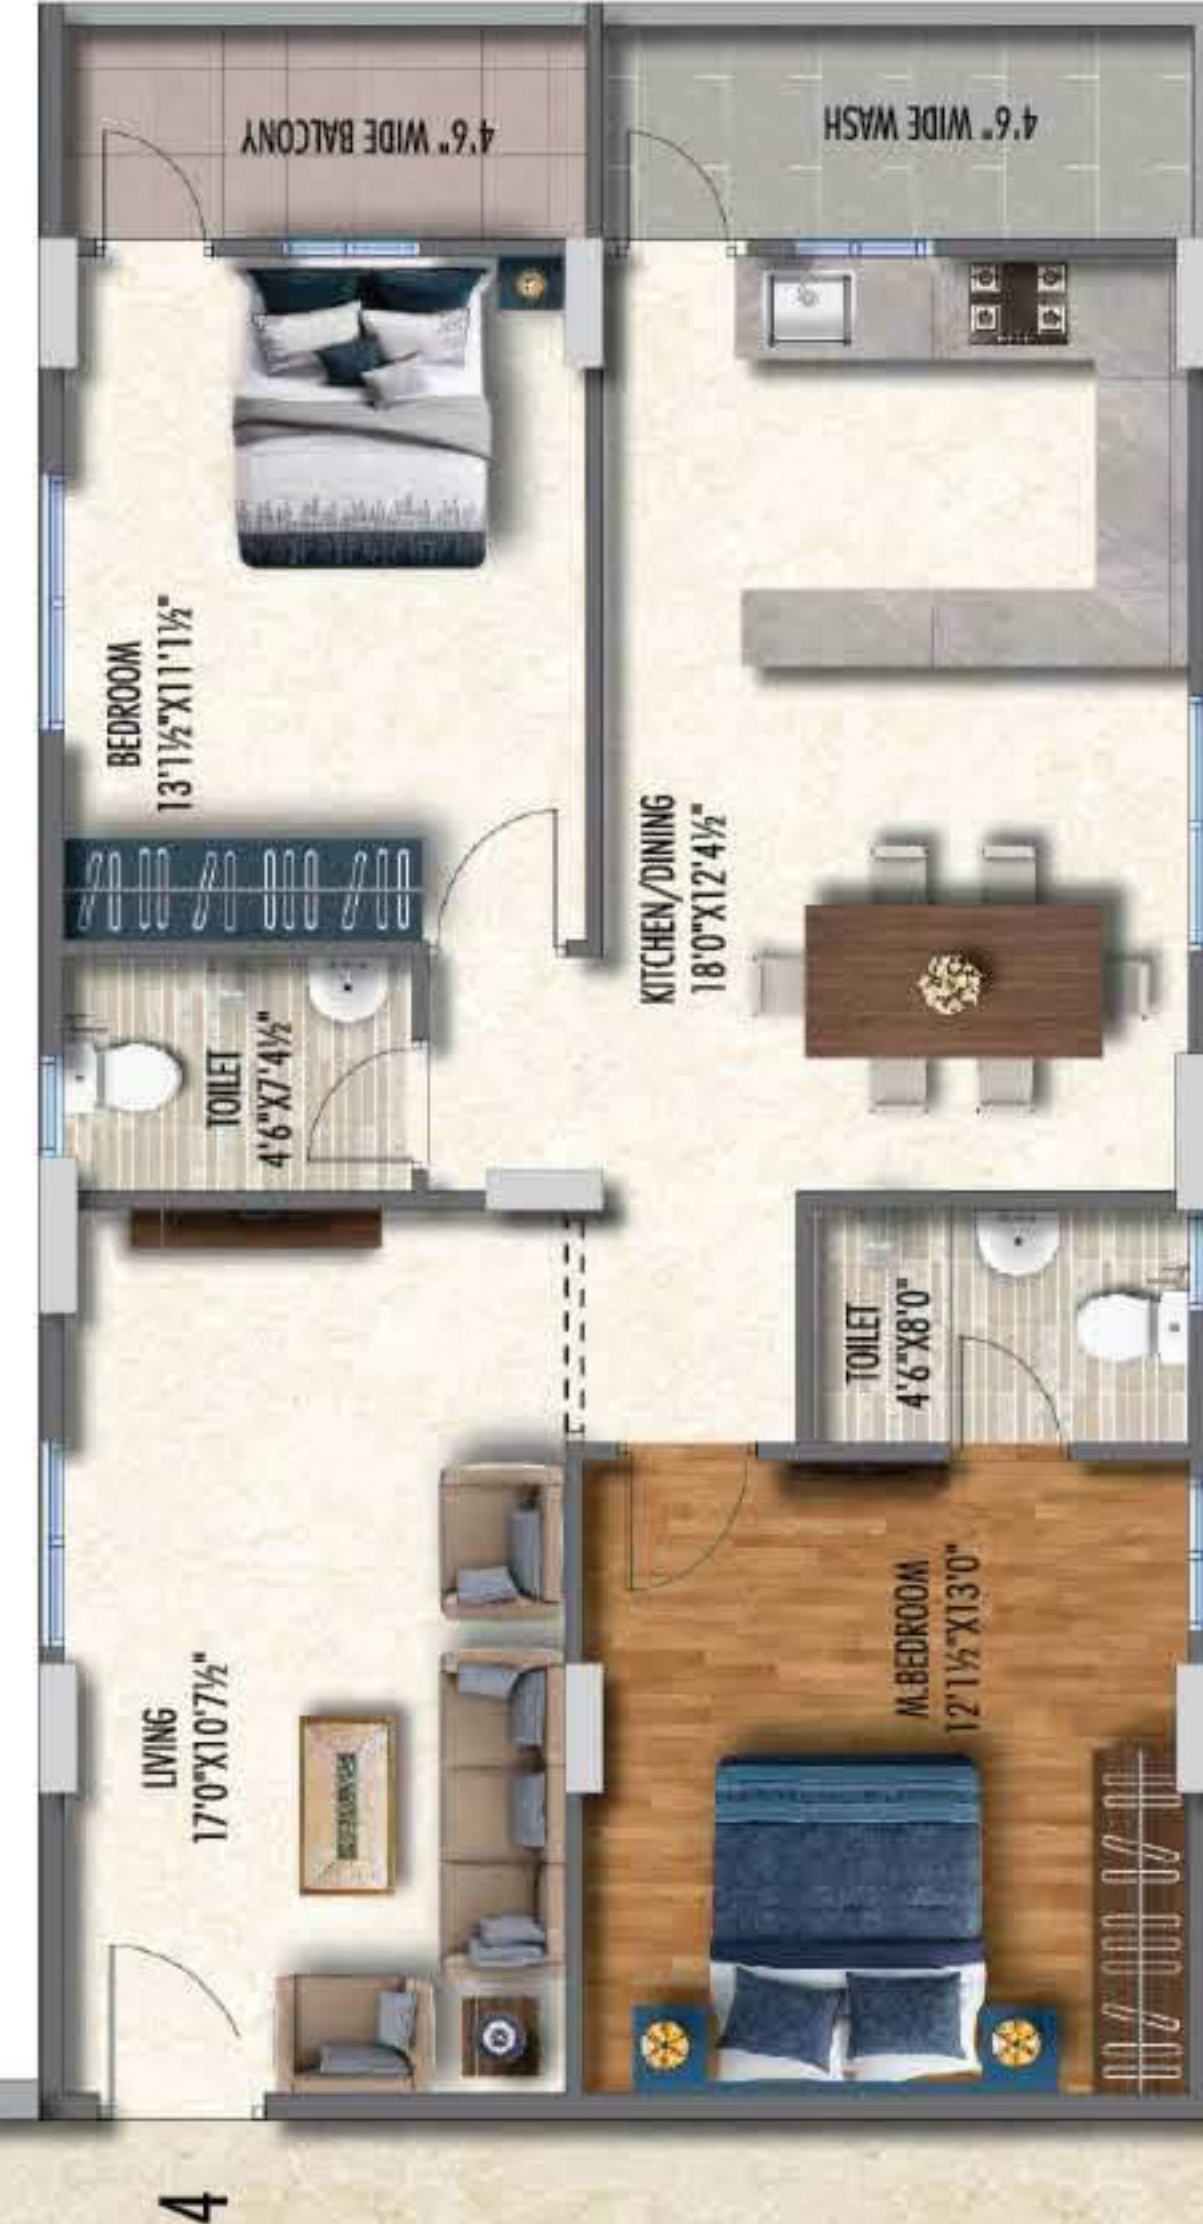 4'6" WIDE BALCONY
4'6" WIDE WASH
BEDROOM
13'1½"X11'1½"
KITCHEN/DINING
18'0"X12'4½"
TOILET
4'6"X7'4½"
TOILET
4'6"X8'0"
LIVING
17'0"X10'7½"
M.BEDROOM
12'1½"X13'0"
4